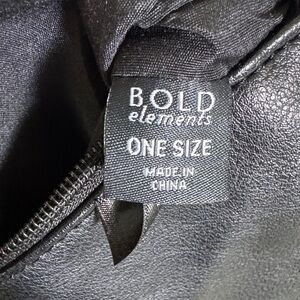 BOLD
elements
ONE SIZE
MADE IN
CHINA